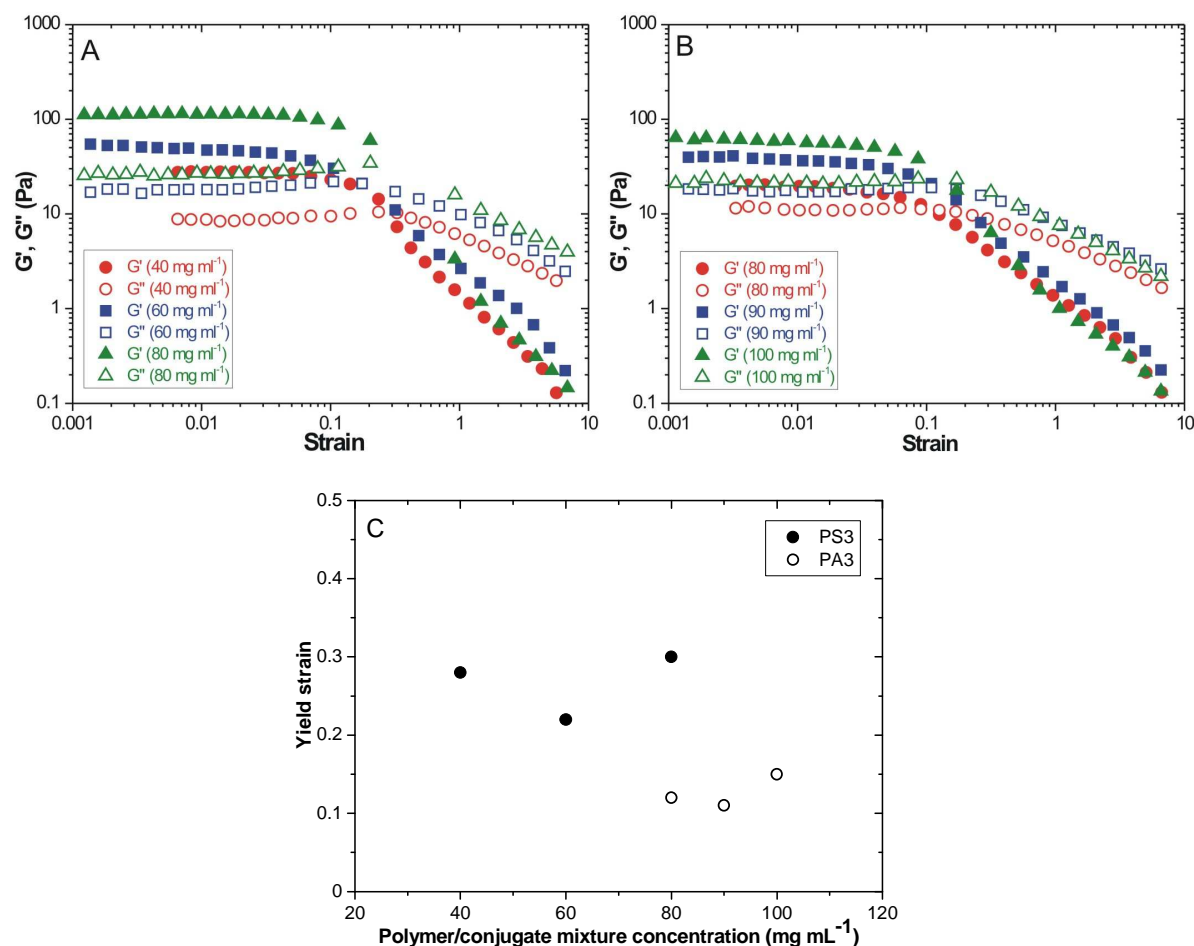 A
1000
100
10
1
0.1
G', G'' (Pa)
G' (40 mg ml⁻¹)
G'' (40 mg ml⁻¹)
G' (60 mg ml⁻¹)
G'' (60 mg ml⁻¹)
G' (80 mg ml⁻¹)
G'' (80 mg ml⁻¹)
0.001 0.01 0.1 1 10
Strain
B
1000
100
10
1
0.1
G', G'' (Pa)
G' (80 mg ml⁻¹)
G'' (80 mg ml⁻¹)
G' (90 mg ml⁻¹)
G'' (90 mg ml⁻¹)
G' (100 mg ml⁻¹)
G'' (100 mg ml⁻¹)
0.001 0.01 0.1 1 10
Strain
C
0.5
0.4
0.3
0.2
0.1
0
Yield strain
PS3
PA3
20 40 60 80 100 120
Polymer/conjugate mixture concentration (mg mL⁻¹)